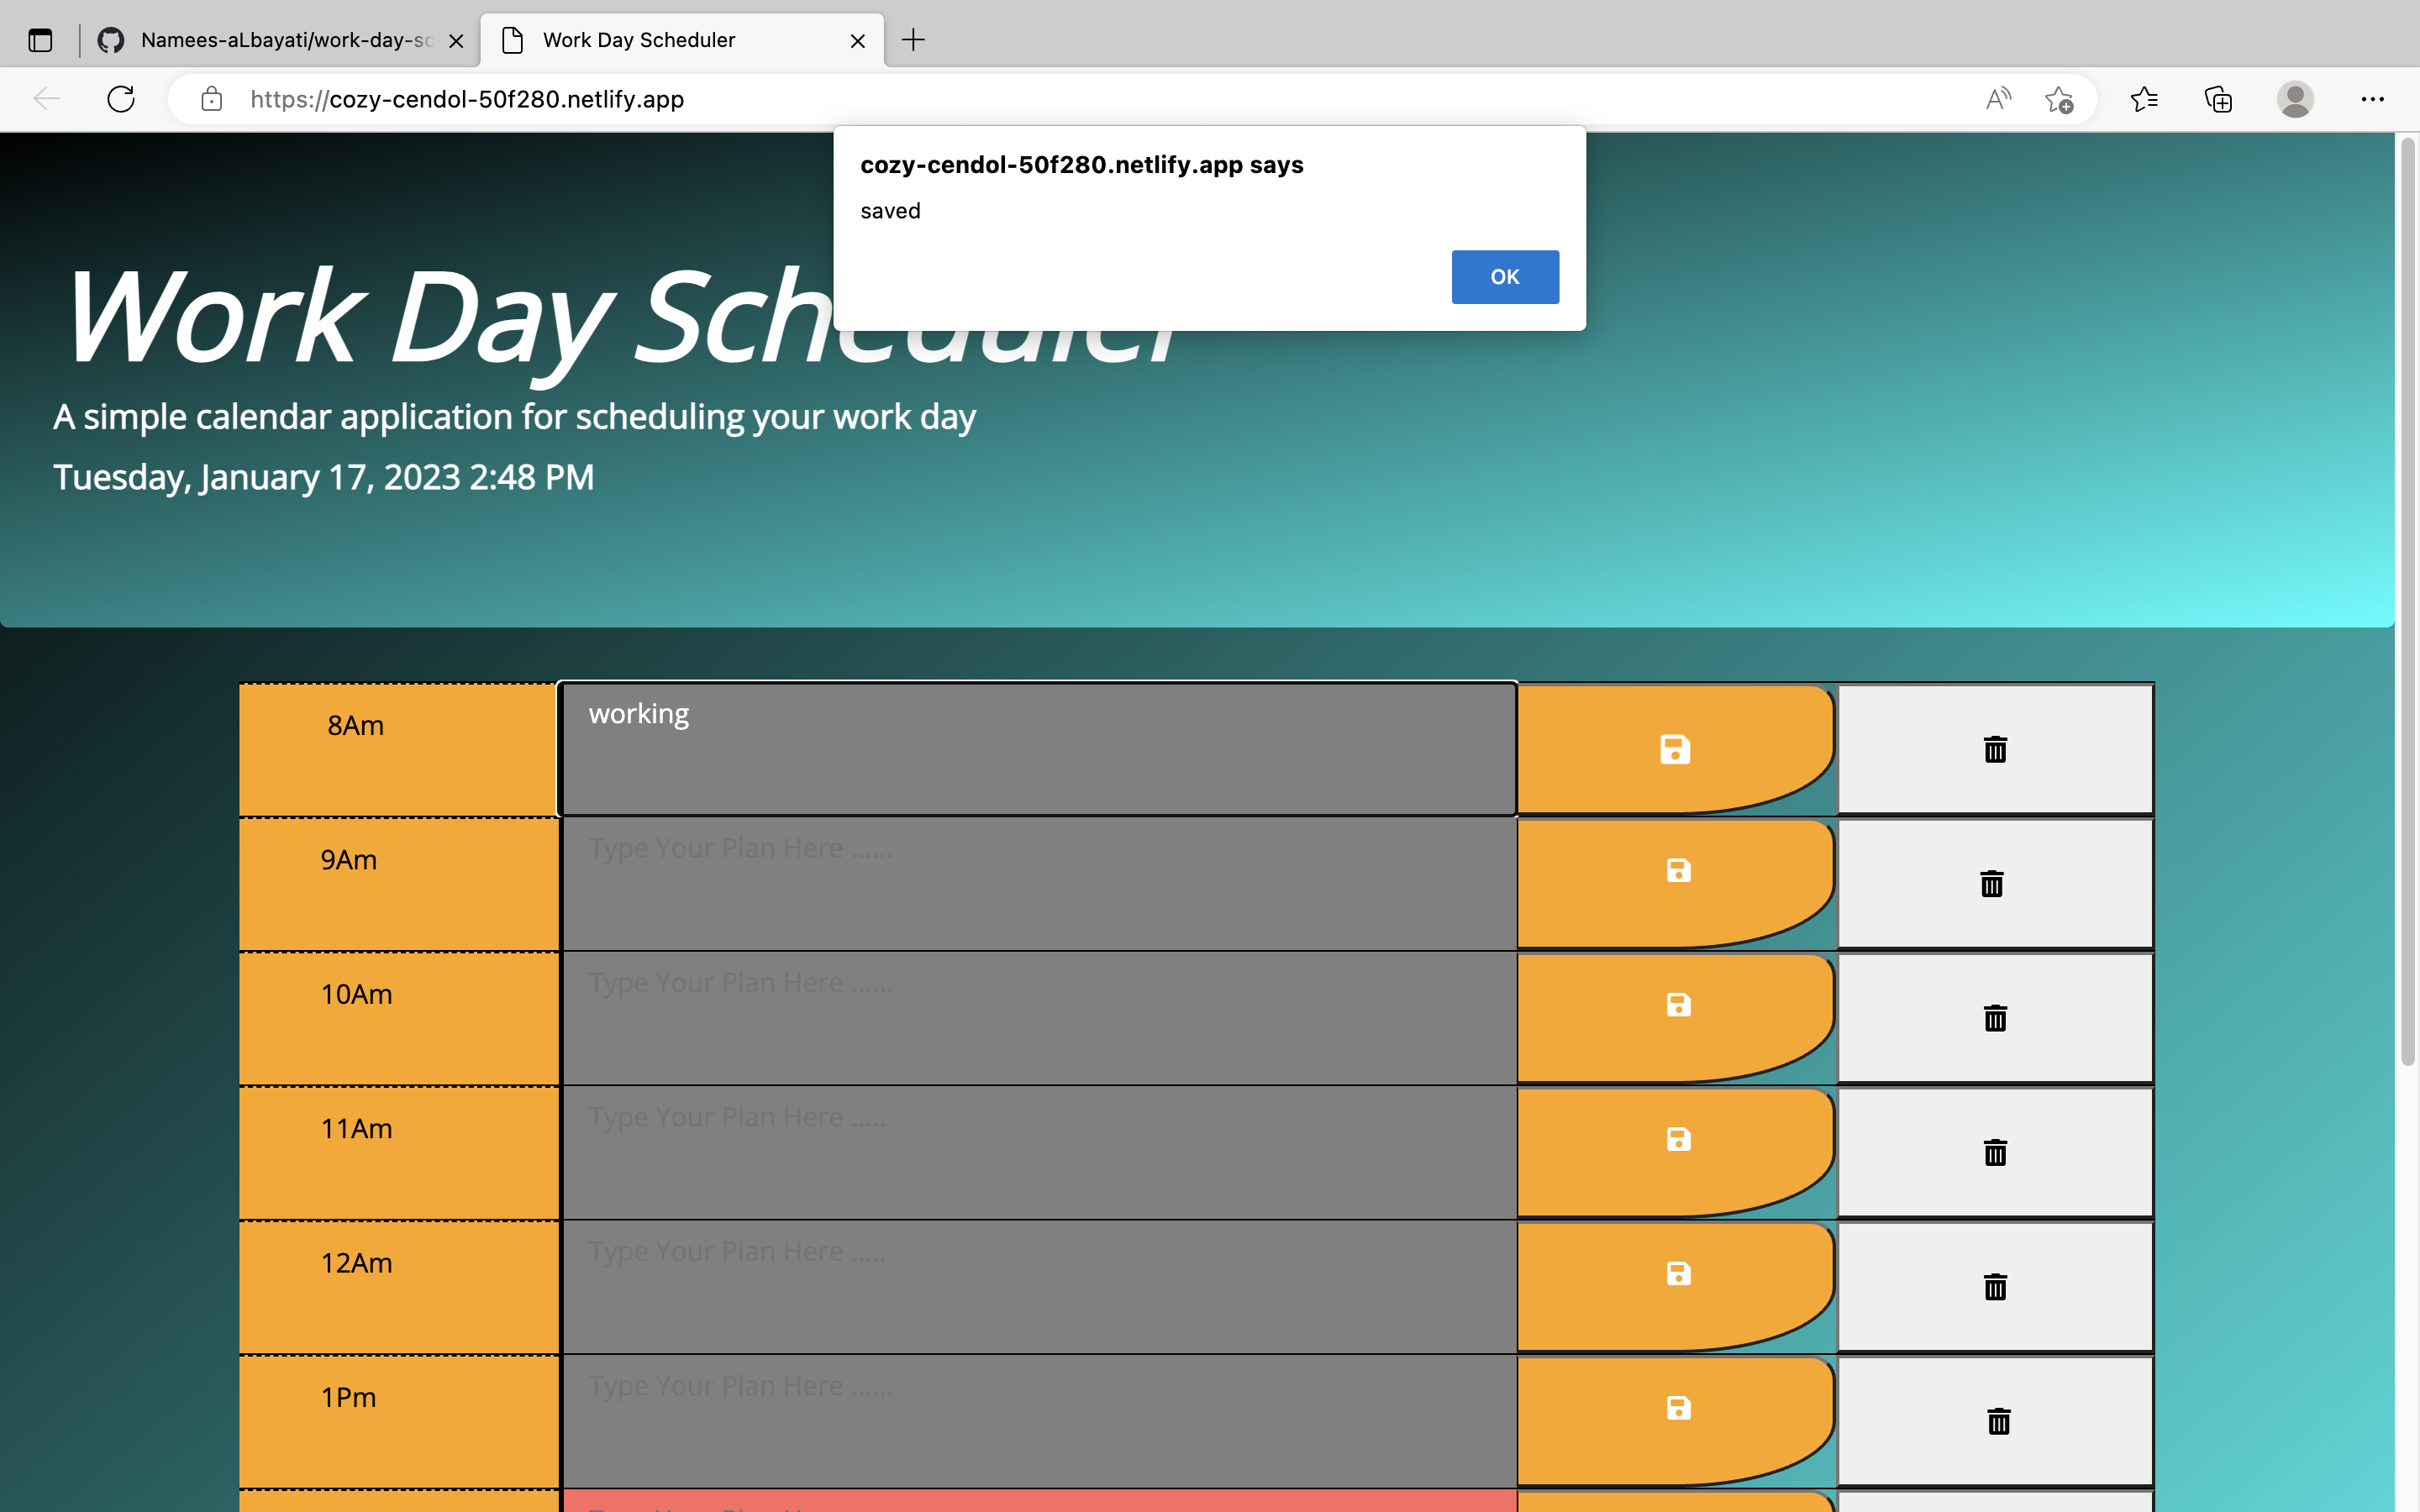 Namees-aLbayati/work-day-sc
Work Day Scheduler
https://cozy-cendol-50f280.netlify.app
cozy-cendol-50f280.netlify.app says
saved
OK
Work Day Scheduler
A simple calendar application for scheduling your work day
Tuesday, January 17, 2023 2:48 PM
8Am
working
9Am
Type Your Plan Here ......
10Am
Type Your Plan Here ......
11Am
Type Your Plan Here .....
12Am
Type Your Plan Here .....
1Pm
Type Your Plan Here ......